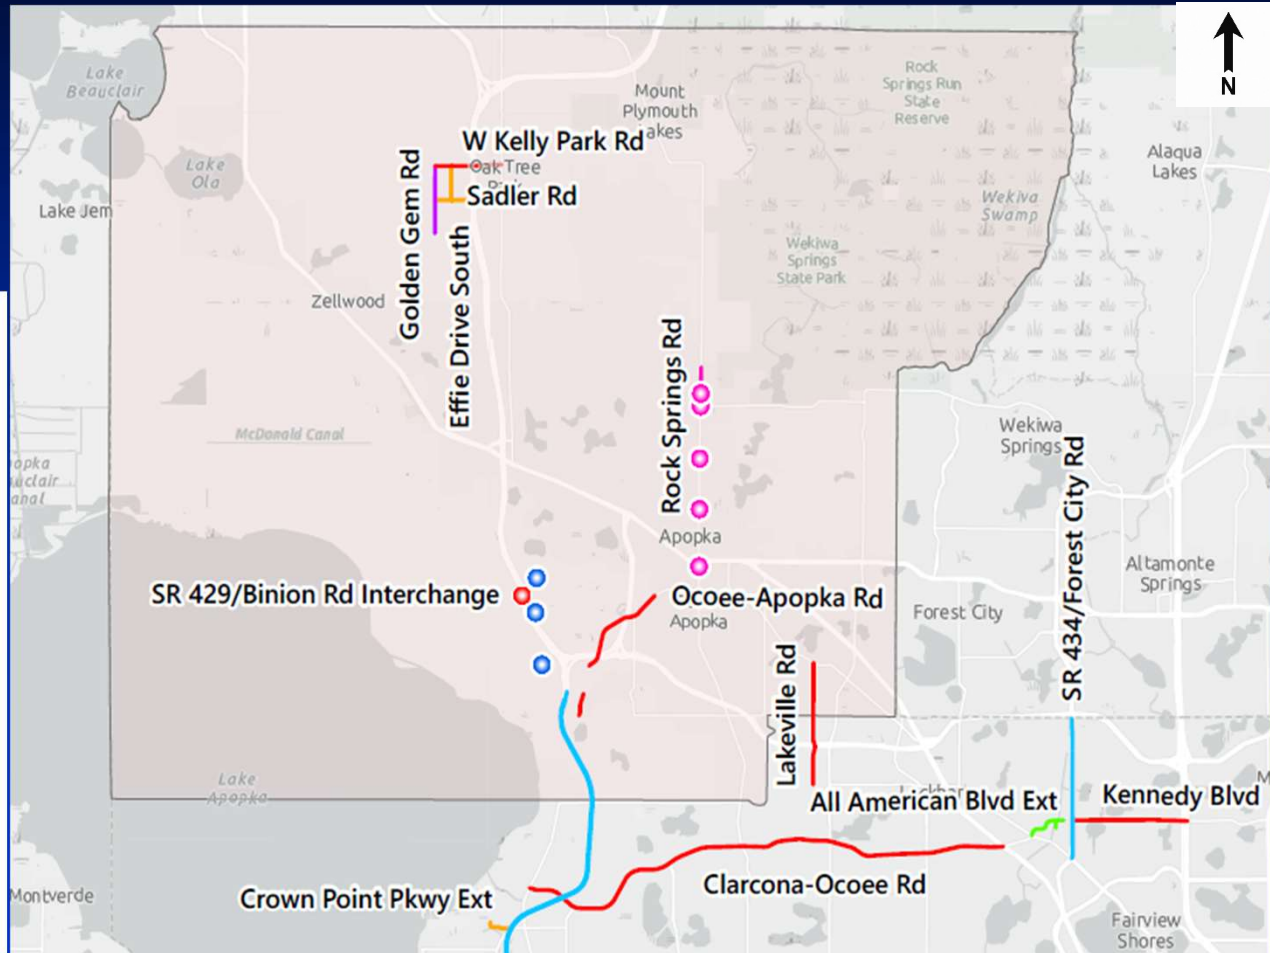 N
Lake
Beauclair
Rock
Springs Run
State
Reserve
Mount
Plymouth
Lakes
W Kelly Park Rd
Oak Tree
Alaqua
Lakes
Lake
Ola
Golden Gem Rd
Sadler Rd
Wekiva
Swamp
Lake Jem
Wekiwa
Springs
State Park
Effie Drive South
Zellwood
Rock Springs Rd
McDonald Canal
Wekiwa
Springs
SR 434/Forest City Rd
opka
auclair
anal
Apopka
Altamonte
Springs
SR 429/Binion Rd Interchange
Ocoee-Apopka Rd
Apopka
Forest City
Lakeville Rd
Lake
Apopka
All American Blvd Ext
Kennedy Blvd
M
Clarcona-Ocoee Rd
Crown Point Pkwy Ext
Montverde
Fairview
Shores